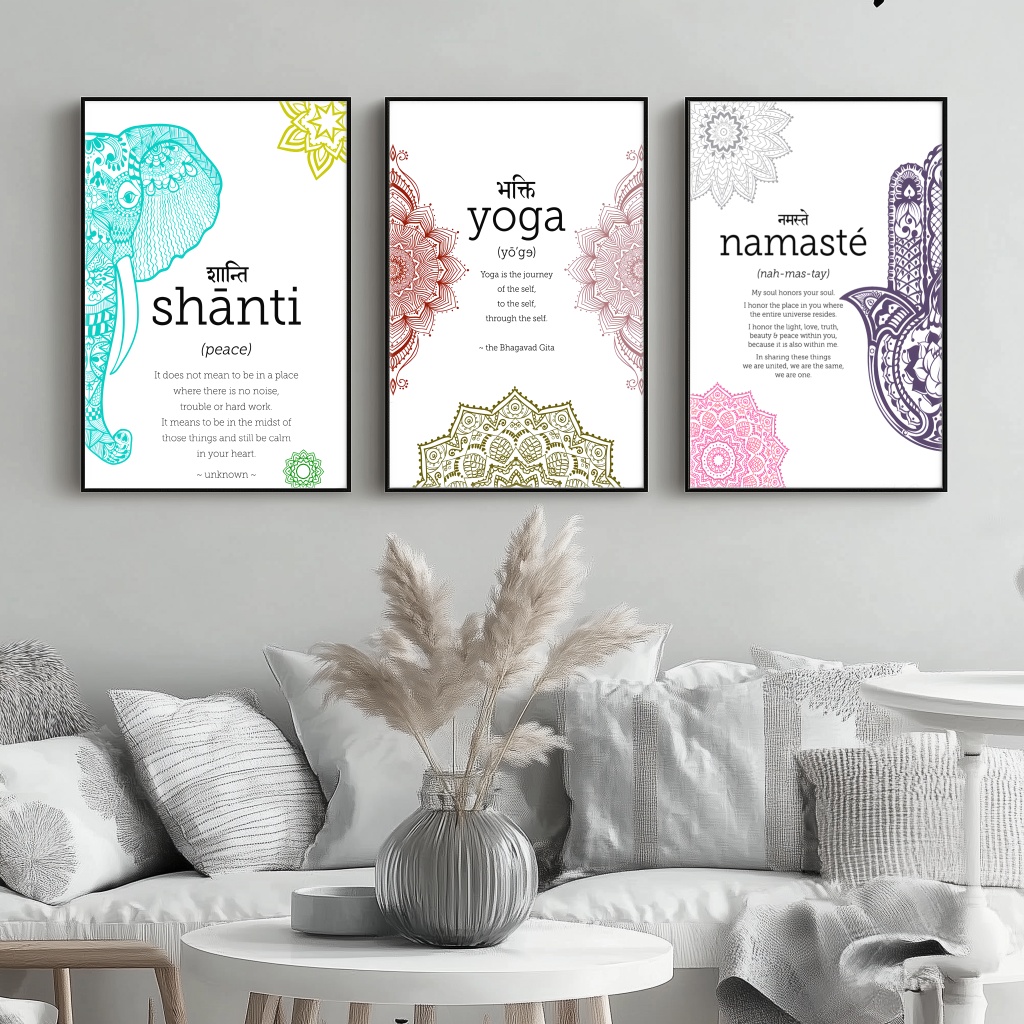 शान्ति
shānti
(peace)
It does not mean to be in a place
where there is no noise,
trouble or hard work.
It means to be in the midst of
those things and still be calm
in your heart.
~ unknown ~
भक्ति
yoga
(yō'gə)
Yoga is the journey
of the self,
to the self,
through the self.
~ the Bhagavad Gita
नमस्ते
namasté
(nah-mas-tay)
My soul honors your soul.
I honor the place in you where
the entire universe resides.
I honor the light, love, truth,
beauty & peace within you,
because it is also within me.
In sharing these things
we are united, we are the same,
we are one.